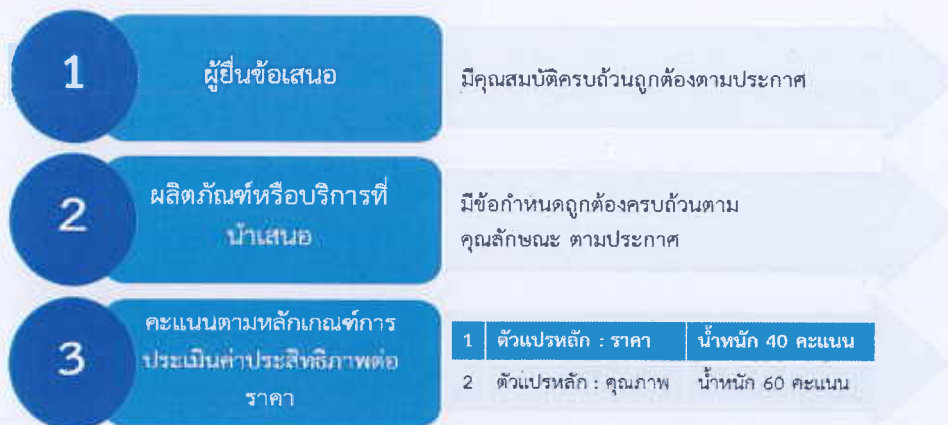 1
ผู้ยื่นข้อเสนอ
มีคุณสมบัติครบถ้วนถูกต้องตามประกาศ
2
ผลิตภัณฑ์หรือบริการที่
นำเสนอ
มีข้อกำหนดถูกต้องครบถ้วนตาม
คุณลักษณะ ตามประกาศ
3
คะแนนตามหลักเกณฑ์การ
ประเมินค่าประสิทธิภาพต่อ
ราคา
1 ตัวแปรหลัก : ราคา น้ำหนัก 40 คะแนน
2 ตัวแปรหลัก : คุณภาพ น้ำหนัก 60 คะแนน